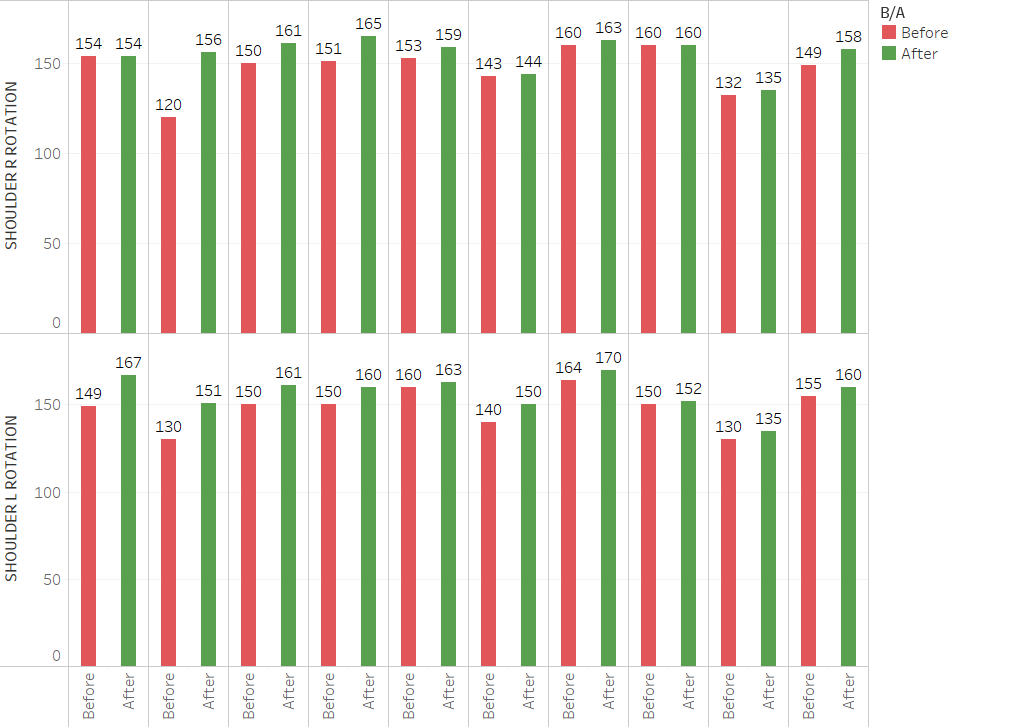 B/A
Before
After
SHOULDER R ROTATION
150
100
50
0
154 154 120 156 150 161 151 165 153 159 143 144 160 163 160 160 132 135 149 158
SHOULDER L ROTATION
150
100
50
0
149 167 130 151 150 161 150 160 160 163 140 150 164 170 150 152 130 135 155 160
Before After Before After Before After Before After Before After Before After Before After Before After Before After Before After